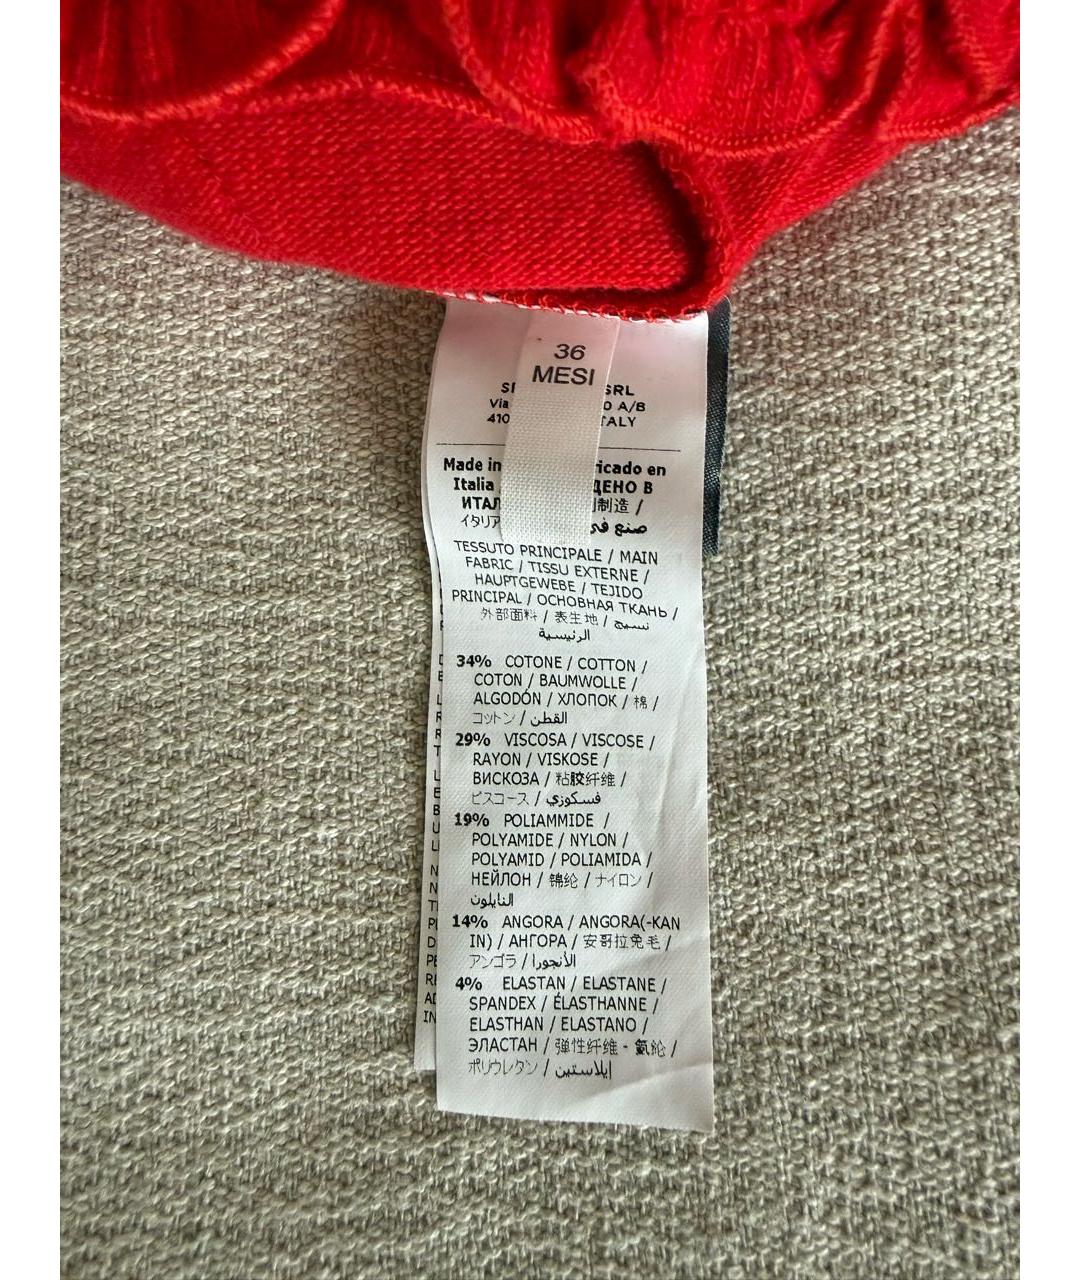 36
MESI
SRL
Via A/B
410 TALY
Made in ricado en
Italia ДЕНО В
ИТАЛ 制造 /
イタリア صنع في
TESSUTO PRINCIPALE / MAIN
FABRIC / TISSU EXTERNE /
HAUPTGEWEBE / TEJIDO
PRINCIPAL / ОСНОВНАЯ ТКАНЬ /
外部面料 / 表生地 / نسيج
الرئيسية
34% COTONE / COTTON /
COTON / BAUMWOLLE /
ALGODÓN / ХЛОПОК / 棉 /
コットン / القطن
29% VISCOSA / VISCOSE /
RAYON / VISKOSE /
ВИСКОЗА / 粘胶纤维 /
ビスコース / فسكوزي
19% POLIAMMIDE /
POLYAMIDE / NYLON /
POLYAMID / POLIAMIDA /
НЕЙЛОН / 锦纶 / ナイロン /
النايلون
14% ANGORA / ANGORA(-KAN
IN) / АНГОРА / 安哥拉兔毛 /
アンゴラ / الأنجورا
4% ELASTAN / ELASTANE /
SPANDEX / ÉLASTHANNE /
ELASTHAN / ELASTANO /
ЭЛАСТАН / 弹性纤维 - 氨纶 /
ポリウレタン / إيلاستين